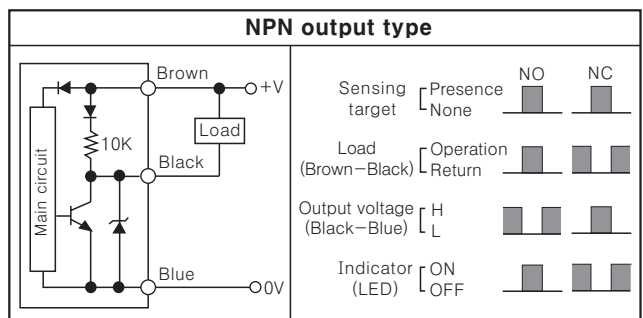 NPN output type
Brown
+V
Load
10K
Black
Main circuit
Blue
0V
NO NC
Sensing target Presence None
Load (Brown−Black) Operation Return
Output voltage (Black−Blue) H L
Indicator (LED) ON OFF